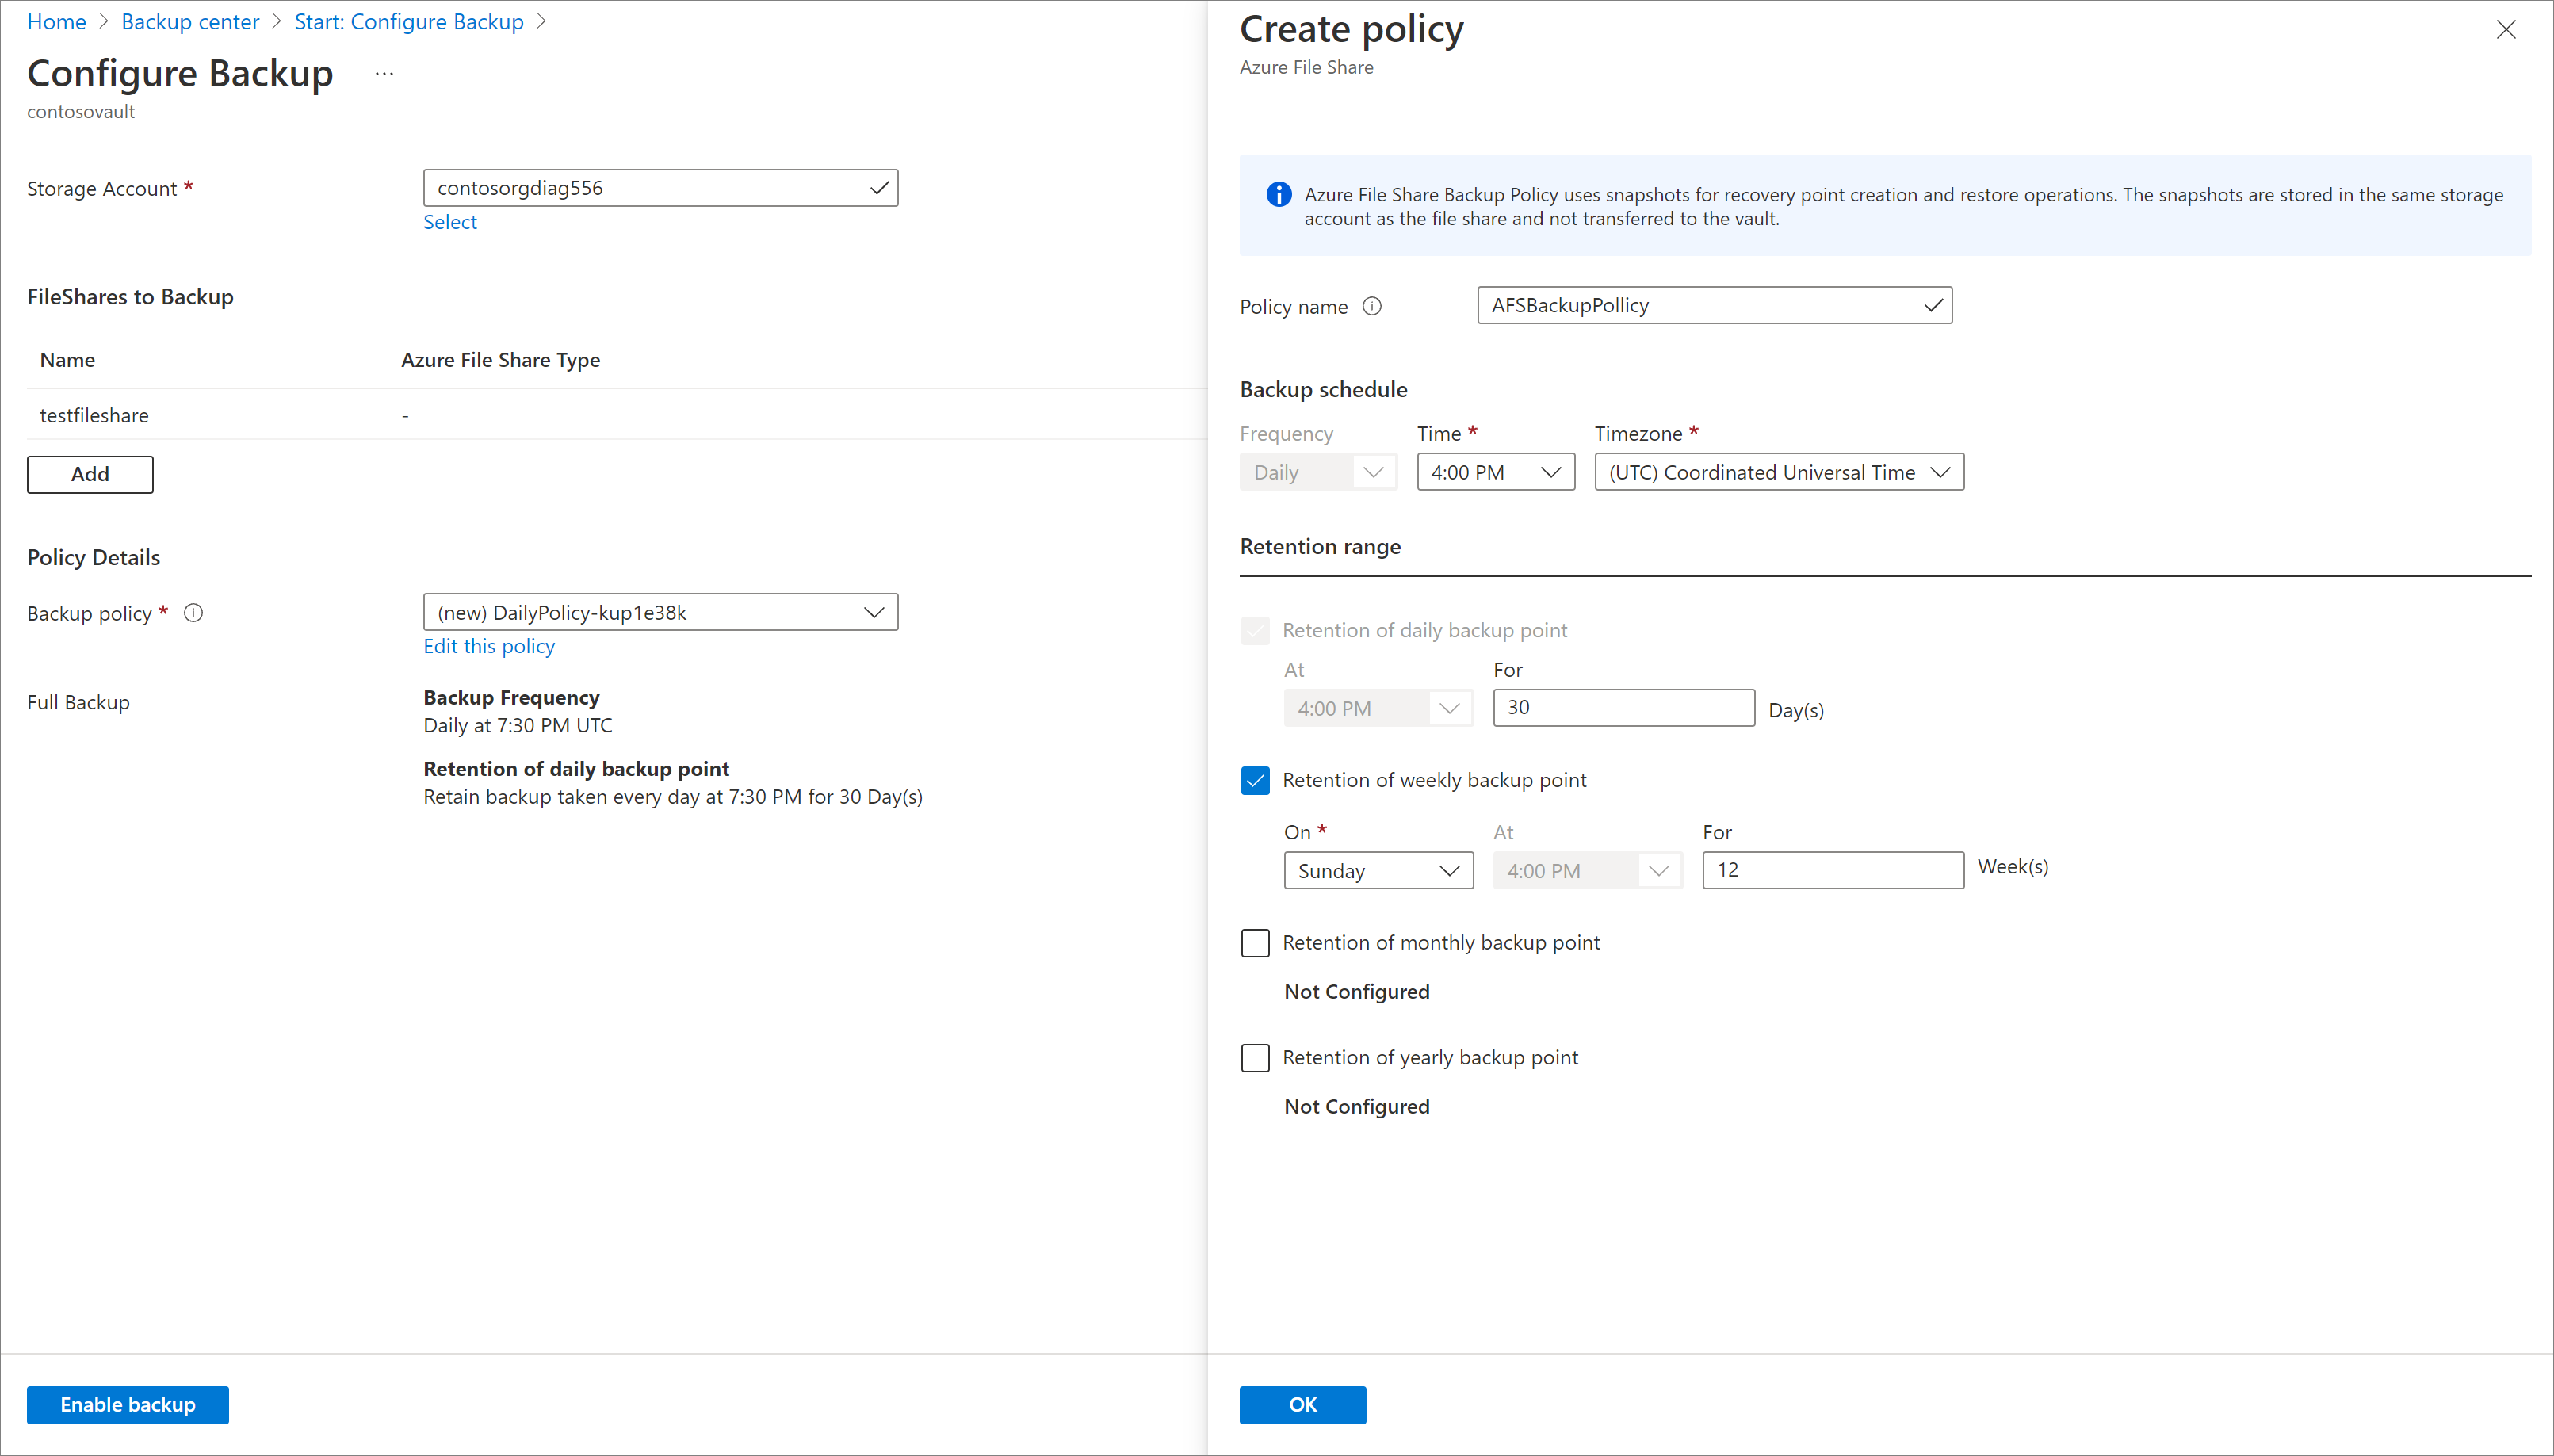 Home > Backup center > Start: Configure Backup >
Configure Backup ...
contosovault
Storage Account *
contosorgdiag556
Select
FileShares to Backup
Name Azure File Share Type
testfileshare -
Add
Policy Details
Backup policy *
(new) DailyPolicy-kup1e38k
Edit this policy
Full Backup
Backup Frequency
Daily at 7:30 PM UTC
Retention of daily backup point
Retain backup taken every day at 7:30 PM for 30 Day(s)
Enable backup
Create policy
Azure File Share
Azure File Share Backup Policy uses snapshots for recovery point creation and restore operations. The snapshots are stored in the same storage
account as the file share and not transferred to the vault.
Policy name
AFSBackupPollicy
Backup schedule
Frequency Time * Timezone *
Daily 4:00 PM (UTC) Coordinated Universal Time
Retention range
Retention of daily backup point
At For
4:00 PM 30 Day(s)
Retention of weekly backup point
On * At For
Sunday 4:00 PM 12 Week(s)
Retention of monthly backup point
Not Configured
Retention of yearly backup point
Not Configured
OK